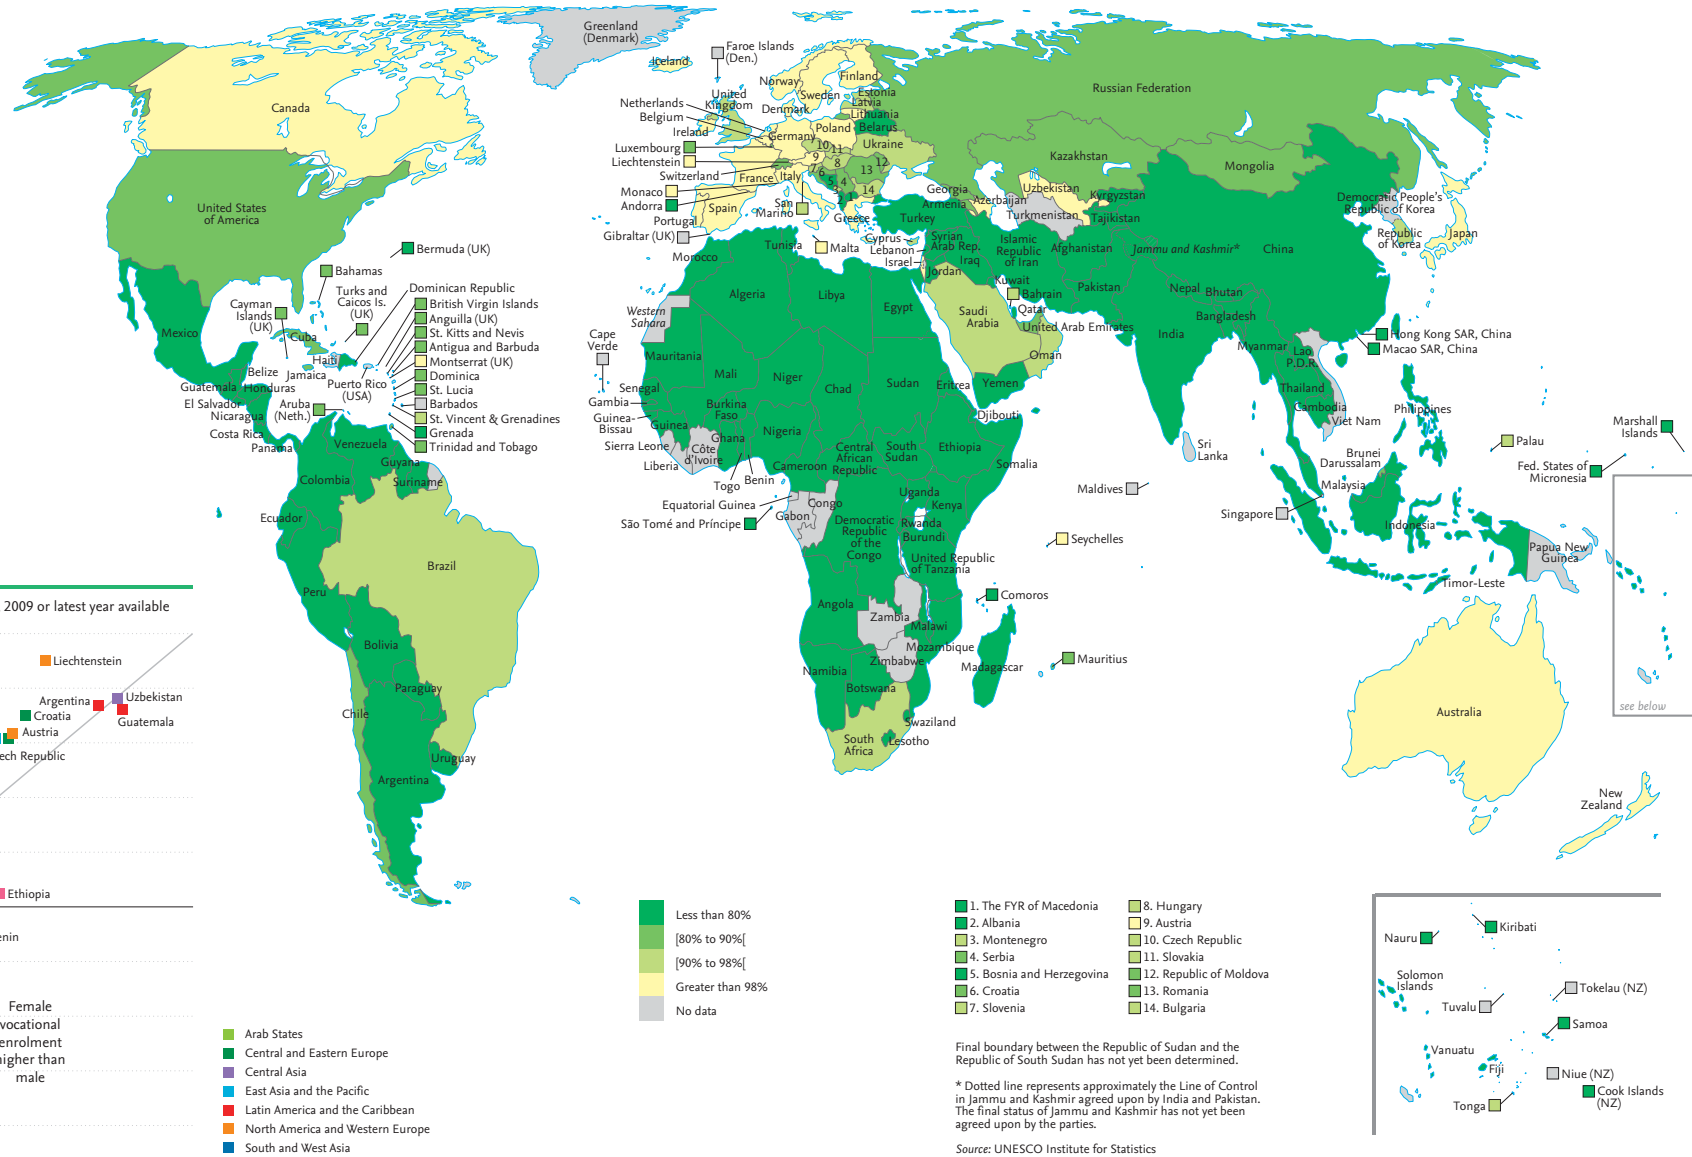 Greenland
(Denmark)
Faroe Islands
(Den.)
Iceland
Norway
Finland
Sweden
Estonia
Latvia
Lithuania
Belarus
United
Kingdom
Denmark
Netherlands
Belgium
Ireland
Germany
Poland
Ukraine
Luxembourg
Liechtenstein
Switzerland
France
Italy
Monaco
Andorra
Spain
San
Marino
Greece
Portugal
Gibraltar (UK)
Malta
10
11
9
8
12
13
7
6
5
4
3
14
2
1
Russian Federation
Canada
United States
of America
Kazakhstan
Mongolia
Georgia
Armenia
Azerbaijan
Uzbekistan
Kyrgyzstan
Turkmenistan
Tajikistan
Turkey
Democratic People's
Republic of Korea
Republic
of Korea
Japan
Cyprus
Lebanon
Israel
Syrian
Arab Rep.
Iraq
Islamic
Republic
of Iran
Afghanistan
Jammu and Kashmir*
China
Jordan
Kuwait
Bahrain
Qatar
Pakistan
Nepal
Bhutan
Bangladesh
United Arab Emirates
India
Saudi
Arabia
Oman
Yemen
Myanmar
Lao
P.D.R.
Hong Kong SAR, China
Macao SAR, China
Thailand
Cambodia
Viet Nam
Philippines
Bermuda (UK)
Bahamas
Turks and
Caicos Is.
(UK)
Cayman
Islands
(UK)
Cuba
Dominican Republic
British Virgin Islands
Anguilla (UK)
St. Kitts and Nevis
Antigua and Barbuda
Montserrat (UK)
Dominica
St. Lucia
Barbados
St. Vincent & Grenadines
Grenada
Trinidad and Tobago
Mexico
Haiti
Jamaica
Puerto Rico
(USA)
Belize
Guatemala
Honduras
El Salvador
Nicaragua
Aruba
(Neth.)
Costa Rica
Panama
Venezuela
Guyana
Suriname
Colombia
Ecuador
Brazil
Peru
Bolivia
Paraguay
Chile
Uruguay
Argentina
Morocco
Tunisia
Algeria
Libya
Egypt
Western
Sahara
Cape
Verde
Mauritania
Mali
Niger
Chad
Sudan
Eritrea
Djibouti
Senegal
Gambia
Guinea-
Bissau
Guinea
Burkina
Faso
Sierra Leone
Liberia
Côte
d'Ivoire
Ghana
Togo
Benin
Nigeria
Cameroon
Central
African
Republic
South
Sudan
Ethiopia
Somalia
Equatorial Guinea
São Tomé and Príncipe
Gabon
Congo
Democratic
Republic
of the
Congo
Uganda
Kenya
Rwanda
Burundi
United Republic
of Tanzania
Seychelles
Comoros
Angola
Zambia
Malawi
Mozambique
Zimbabwe
Madagascar
Mauritius
Namibia
Botswana
Swaziland
Lesotho
South
Africa
Sri
Lanka
Maldives
Brunei
Darussalam
Malaysia
Singapore
Indonesia
Palau
Marshall
Islands
Fed. States of
Micronesia
Papua New
Guinea
Timor-Leste
Australia
New
Zealand
see below
2009 or latest year available
Liechtenstein
Argentina
Uzbekistan
Croatia
Guatemala
Austria
ech Republic
Ethiopia
enin
Female
vocational
enrolment
higher than
male
Arab States
Central and Eastern Europe
Central Asia
East Asia and the Pacific
Latin America and the Caribbean
North America and Western Europe
South and West Asia
Less than 80%
[80% to 90%[
[90% to 98%[
Greater than 98%
No data
1. The FYR of Macedonia
2. Albania
3. Montenegro
4. Serbia
5. Bosnia and Herzegovina
6. Croatia
7. Slovenia
8. Hungary
9. Austria
10. Czech Republic
11. Slovakia
12. Republic of Moldova
13. Romania
14. Bulgaria
Final boundary between the Republic of Sudan and the
Republic of South Sudan has not yet been determined.
* Dotted line represents approximately the Line of Control
in Jammu and Kashmir agreed upon by India and Pakistan.
The final status of Jammu and Kashmir has not yet been
agreed upon by the parties.
Source: UNESCO Institute for Statistics
Kiribati
Nauru
Solomon
Islands
Tuvalu
Tokelau (NZ)
Samoa
Vanuatu
Fiji
Niue (NZ)
Cook Islands
(NZ)
Tonga